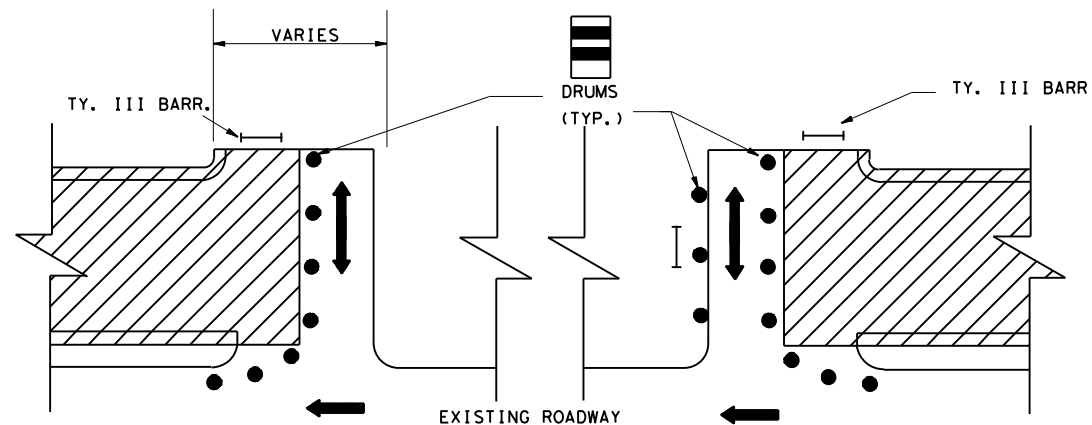 VARIES
TY. III BARR.
DRUMS
(TYP.)
TY. III BARR
EXISTING ROADWAY